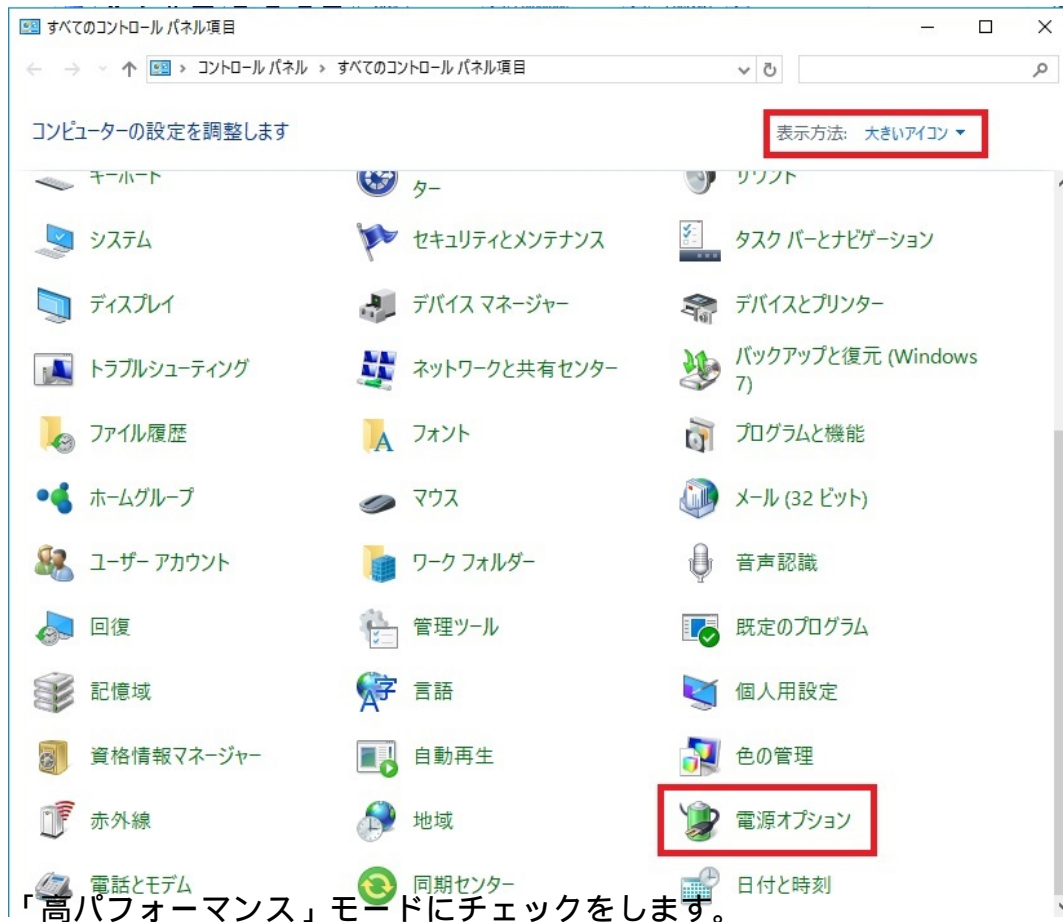 すべてのコントロール パネル項目
コントロール パネル > すべてのコントロール パネル項目
コンピューターの設定を調整します
表示方法: 大きいアイコン
キーボード
ター
サウンド
システム
セキュリティとメンテナンス
タスク バーとナビゲーション
ディスプレイ
デバイス マネージャー
デバイスとプリンター
トラブルシューティング
ネットワークと共有センター
バックアップと復元 (Windows
7)
ファイル履歴
フォント
プログラムと機能
ホームグループ
マウス
メール (32 ビット)
ユーザー アカウント
ワーク フォルダー
音声認識
回復
管理ツール
既定のプログラム
記憶域
言語
個人用設定
資格情報マネージャー
自動再生
色の管理
赤外線
地域
電源オプション
電話とモデム
同期センター
日付と時刻
「高パフォーマンス」モードにチェックをします。